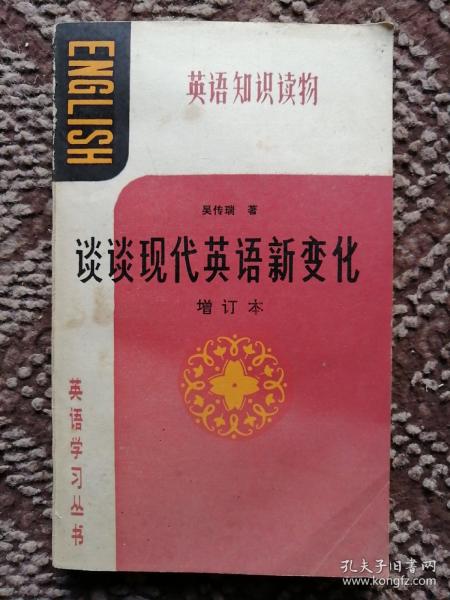 ENGLISH
英语知识读物
吴传瑞 著
谈谈现代英语新变化
增订本
英语学习丛书
孔夫子旧书网
www.kongfz.com